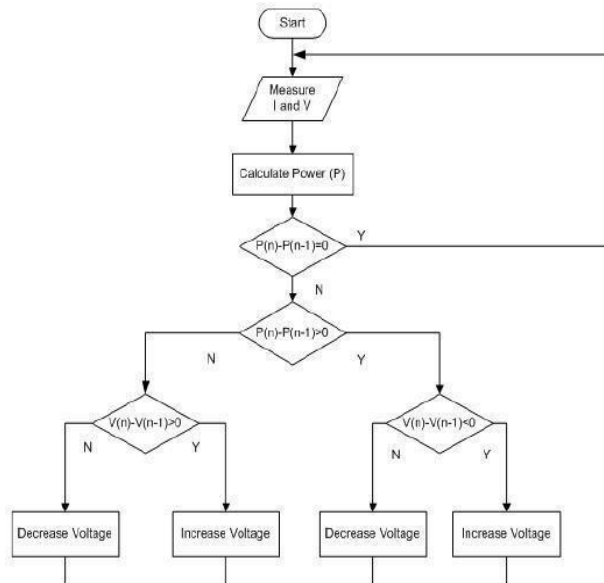 Start
Measure
I and V
Calculate Power (P)
P(n)-P(n-1)=0
Y
N
P(n)-P(n-1)>0
N
Y
V(n)-V(n-1)>0
V(n)-V(n-1)<0
N
Y
N
Y
Decrease Voltage
Increase Voltage
Decrease Voltage
Increase Voltage